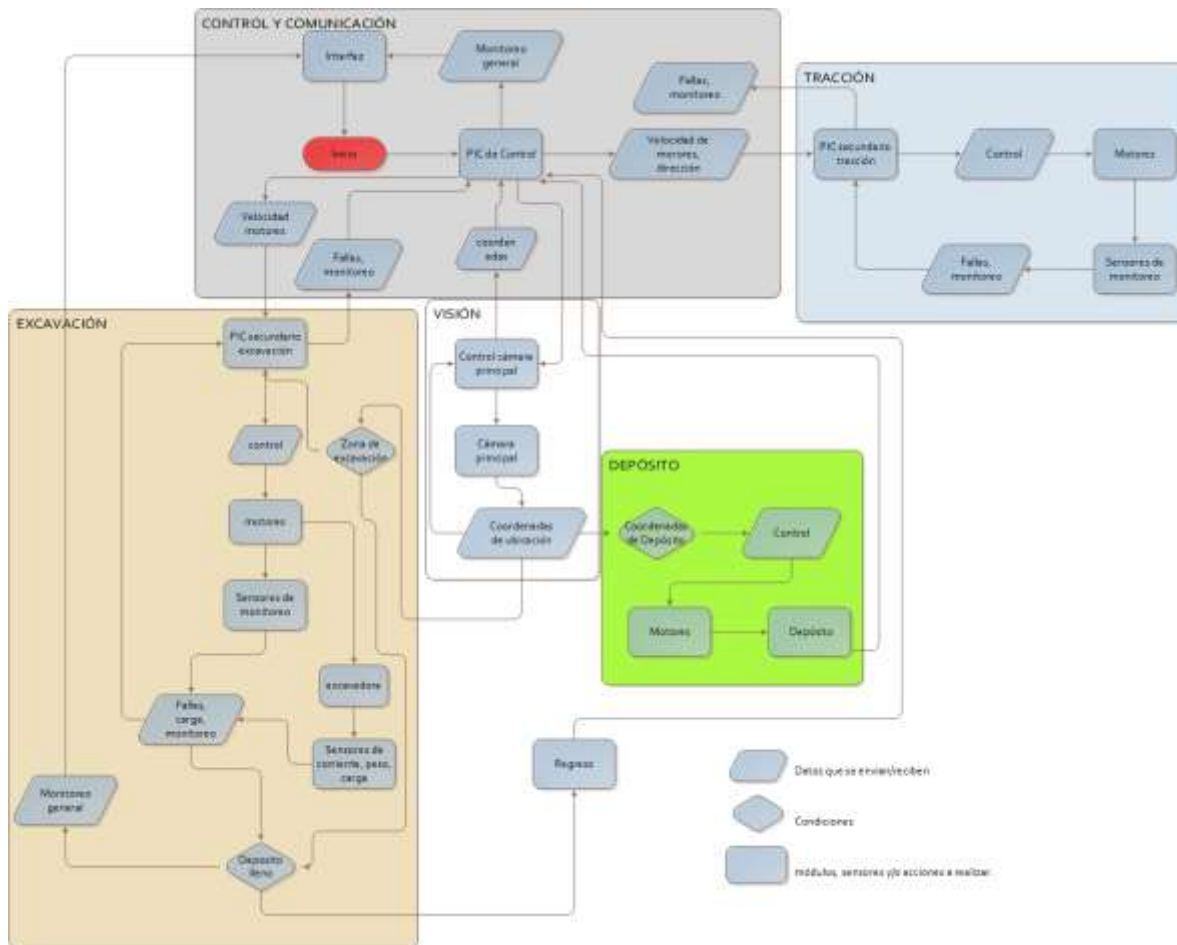 CONTROL Y COMUNICACIÓN
Interfaz
Monitoreo
general
Fallas,
monitoreo
Inicio
PIC de Control
Velocidad de
motores,
dirección
Velocidad
motores
Fallas,
monitoreo
coorden
adas
TRACCIÓN
PIC secundario
tracción
Control
Motores
Fallas,
monitoreo
Sensores de
monitoreo
EXCAVACIÓN
PIC secundario
excavación
control
Zona de
excavación
motores
Sensores de
monitoreo
excavadora
Fallas,
carga,
monitoreo
Sensores de
corriente, peso,
carga
Monitoreo
general
Deposito
lleno
VISIÓN
Control cámara
principal
Cámara
principal
Coordenadas
de ubicación
DEPÓSITO
Coordenadas
de Depósito
Control
Motores
Depósito
Regreso
Datos que se envían/reciben
Condiciones
módulos, sensores y/o acciones a realizar